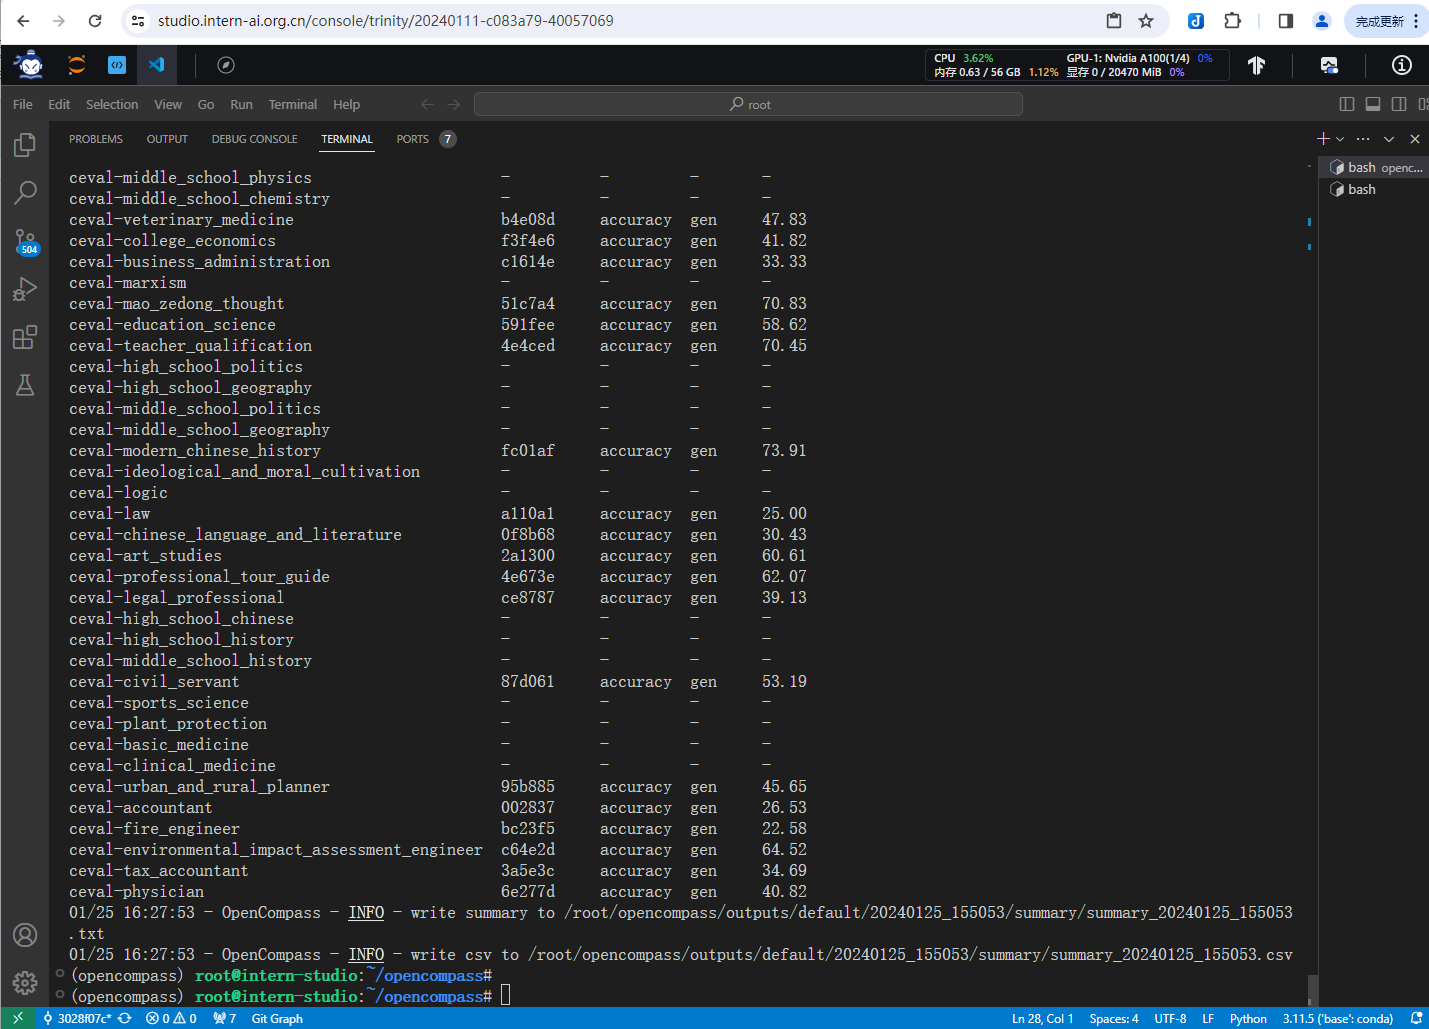 studio.intern-ai.org.cn/console/trinity/20240111-c083a79-40057069
完成更新
CPU 3.62% GPU-1: Nvidia A100(1/4) 0%
内存 0.63 / 56 GB 1.12% 显存 0 / 20470 MiB 0%
File Edit Selection View Go Run Terminal Help
root
PROBLEMS OUTPUT DEBUG CONSOLE TERMINAL PORTS 7
bash openc...
bash
504
ceval-middle_school_physics - - - -
ceval-middle_school_chemistry - - - -
ceval-veterinary_medicine b4e08d accuracy gen 47.83
ceval-college_economics f3f4e6 accuracy gen 41.82
ceval-business_administration c1614e accuracy gen 33.33
ceval-marxism - - - -
ceval-mao_zedong_thought 51c7a4 accuracy gen 70.83
ceval-education_science 591fee accuracy gen 58.62
ceval-teacher_qualification 4e4ced accuracy gen 70.45
ceval-high_school_politics - - - -
ceval-high_school_geography - - - -
ceval-middle_school_politics - - - -
ceval-middle_school_geography - - - -
ceval-modern_chinese_history fc01af accuracy gen 73.91
ceval-ideological_and_moral_cultivation - - - -
ceval-logic - - - -
ceval-law a110a1 accuracy gen 25.00
ceval-chinese_language_and_literature 0f8b68 accuracy gen 30.43
ceval-art_studies 2a1300 accuracy gen 60.61
ceval-professional_tour_guide 4e673e accuracy gen 62.07
ceval-legal_professional ce8787 accuracy gen 39.13
ceval-high_school_chinese - - - -
ceval-high_school_history - - - -
ceval-middle_school_history - - - -
ceval-civil_servant 87d061 accuracy gen 53.19
ceval-sports_science - - - -
ceval-plant_protection - - - -
ceval-basic_medicine - - - -
ceval-clinical_medicine - - - -
ceval-urban_and_rural_planner 95b885 accuracy gen 45.65
ceval-accountant 002837 accuracy gen 26.53
ceval-fire_engineer bc23f5 accuracy gen 22.58
ceval-environmental_impact_assessment_engineer c64e2d accuracy gen 64.52
ceval-tax_accountant 3a5e3c accuracy gen 34.69
ceval-physician 6e277d accuracy gen 40.82
01/25 16:27:53 - OpenCompass - INFO - write summary to /root/opencompass/outputs/default/20240125_155053/summary/summary_20240125_155053
.txt
01/25 16:27:53 - OpenCompass - INFO - write csv to /root/opencompass/outputs/default/20240125_155053/summary/summary_20240125_155053.csv
(opencompass) root@intern-studio:~/opencompass#
(opencompass) root@intern-studio:~/opencompass#
3028f07c* 0 0 7 Git Graph Ln 28, Col 1 Spaces: 4 UTF-8 LF Python 3.11.5 ('base': conda)